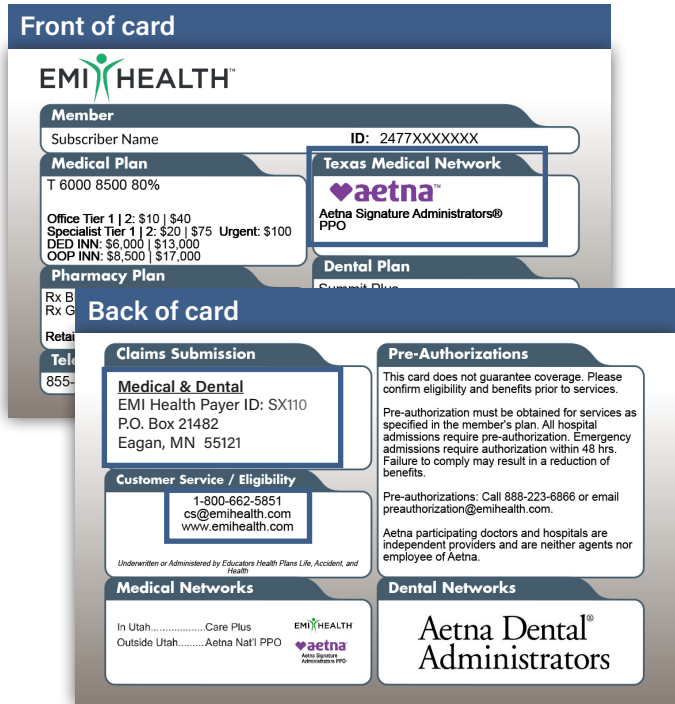 Front of card
EMI HEALTH™
Member
Subscriber Name ID: 2477XXXXXXX
Medical Plan
T 6000 8500 80%
Office Tier 1 | 2: $10 | $40
Specialist Tier 1 | 2: $20 | $75 Urgent: $100
DED INN: $6,000 | $13,000
OOP INN: $8,500 | $17,000
Texas Medical Network
aetna™
Aetna Signature Administrators®
PPO
Pharmacy Plan
Rx B
Rx G
Retai
Dental Plan
Summit Plus
Tele
855-
Back of card
Claims Submission
Medical & Dental
EMI Health Payer ID: SX110
P.O. Box 21482
Eagan, MN 55121
Customer Service / Eligibility
1-800-662-5851
cs@emihealth.com
www.emihealth.com
Underwritten or Administered by Educators Health Plans Life, Accident, and
Health
Pre-Authorizations
This card does not guarantee coverage. Please
confirm eligibility and benefits prior to services.
Pre-authorization must be obtained for services as
specified in the member's plan. All hospital
admissions require pre-authorization. Emergency
admissions require authorization within 48 hrs.
Failure to comply may result in a reduction of
benefits.
Pre-authorizations: Call 888-223-6866 or email
preauthorization@emihealth.com.
Aetna participating doctors and hospitals are
independent providers and are neither agents nor
employee of Aetna.
Medical Networks
In Utah...................Care Plus
EMI HEALTH
Outside Utah.........Aetna Nat'l PPO
aetna
Aetna Signature
Administrators PPO
Dental Networks
Aetna Dental®
Administrators